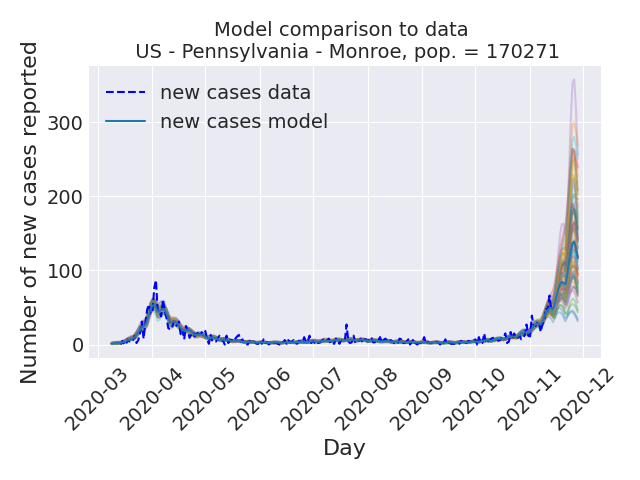 Model comparison to data
US - Pennsylvania - Monroe, pop. = 170271
Number of new cases reported
300
200
100
0
new cases data
new cases model
2020-03
2020-04
2020-05
2020-06
2020-07
2020-08
2020-09
2020-10
2020-11
2020-12
Day